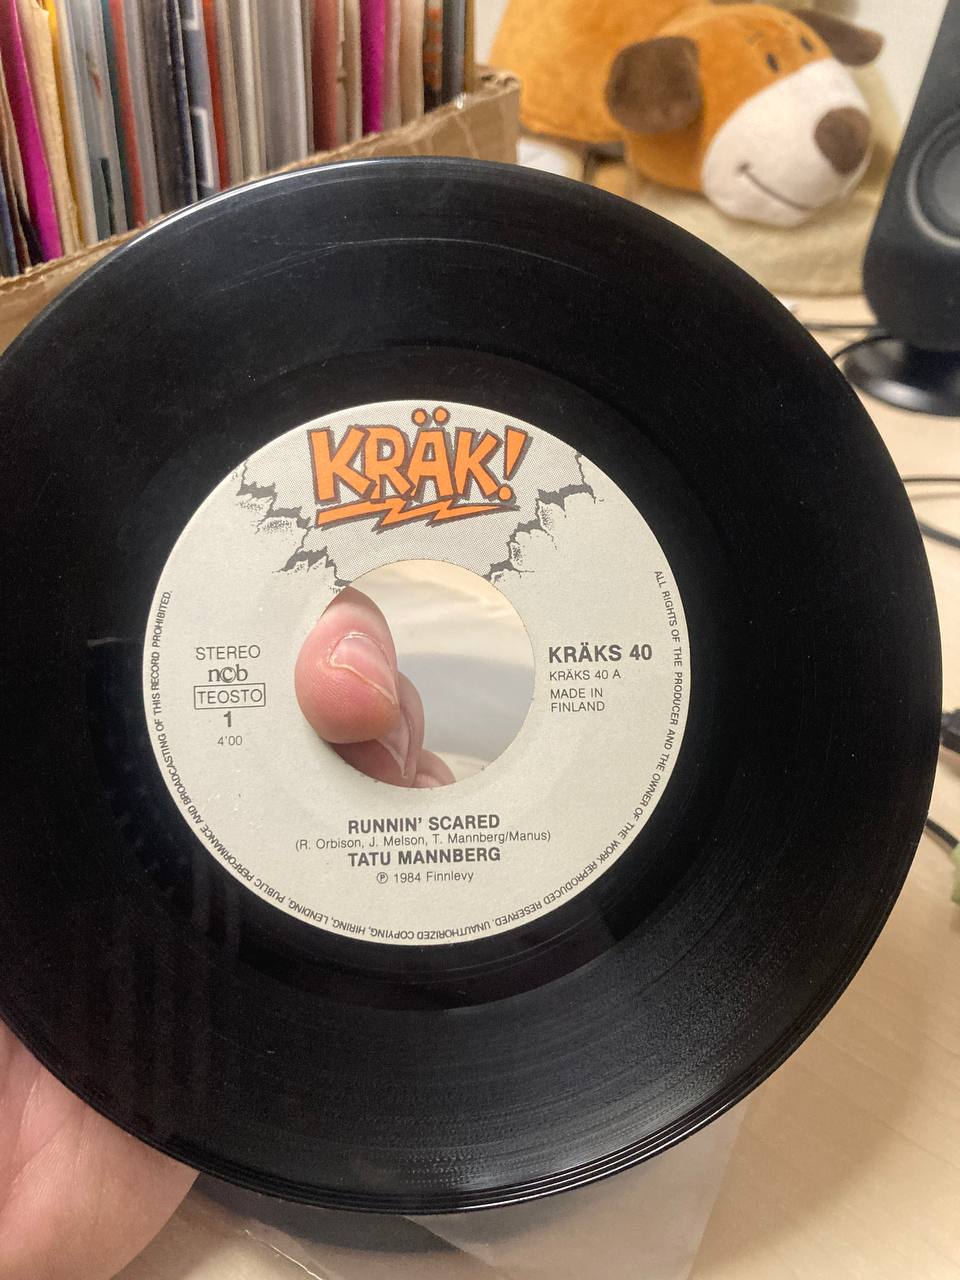 KRÄK!
STEREO
ncb
TEOSTO
1
4'00
KRÄKS 40
KRÄKS 40 A
MADE IN
FINLAND
RUNNIN' SCARED
(R. Orbison, J. Melson, T. Mannberg/Manus)
TATU MANNBERG
℗ 1984 Finnlevy
ALL RIGHTS OF THE PRODUCER AND THE OWNER OF THE WORK REPRODUCED RESERVED. UNAUTHORIZED COPYING, HIRING, LENDING, PUBLIC PERFORMANCE AND BROADCASTING OF THIS RECORD PROHIBITED.